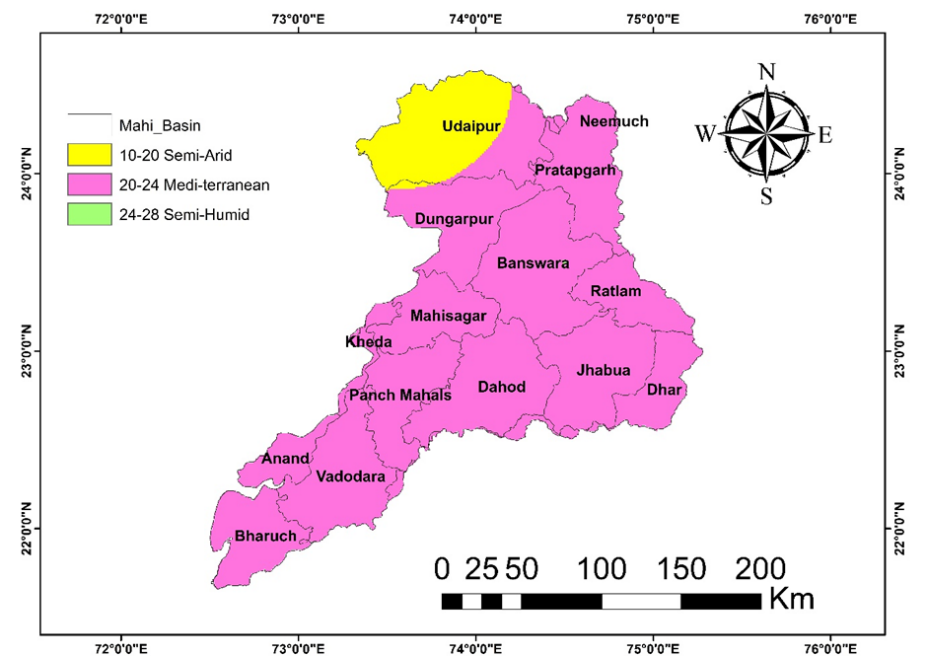 72°0'0"E 73°0'0"E 74°0'0"E 75°0'0"E 76°0'0"E
N
W E
S
Mahi_Basin
10-20 Semi-Arid
20-24 Medi-terranean
24-28 Semi-Humid
24°0'0"N 24°0'0"N
23°0'0"N 23°0'0"N
22°0'0"N 22°0'0"N
Udaipur
Neemuch
Pratapgarh
Dungarpur
Banswara
Ratlam
Mahisagar
Kheda
Jhabua
Dahod
Dhar
Panch Mahals
Anand
Vadodara
Bharuch
0 25 50 100 150 200
Km
72°0'0"E 73°0'0"E 74°0'0"E 75°0'0"E 76°0'0"E